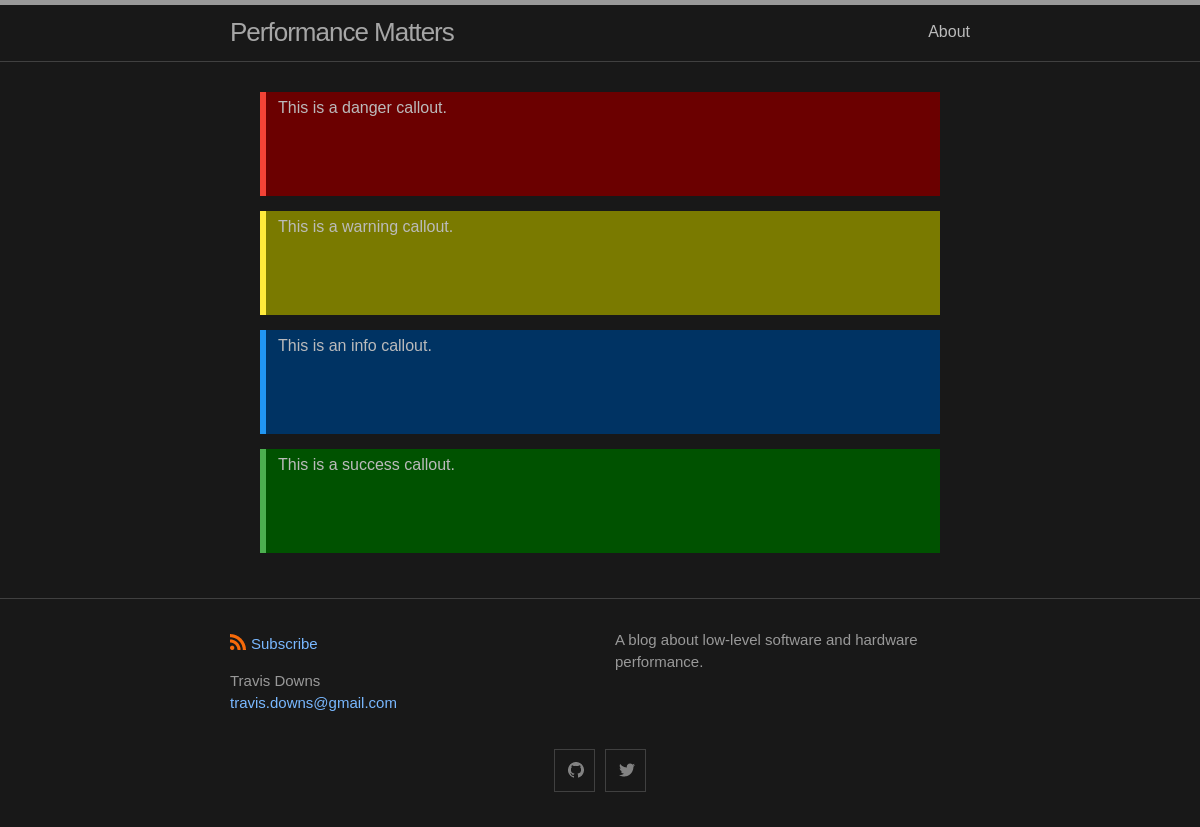 Performance Matters
About
This is a danger callout.
This is a warning callout.
This is an info callout.
This is a success callout.
Subscribe
Travis Downs
travis.downs@gmail.com
A blog about low-level software and hardware
performance.